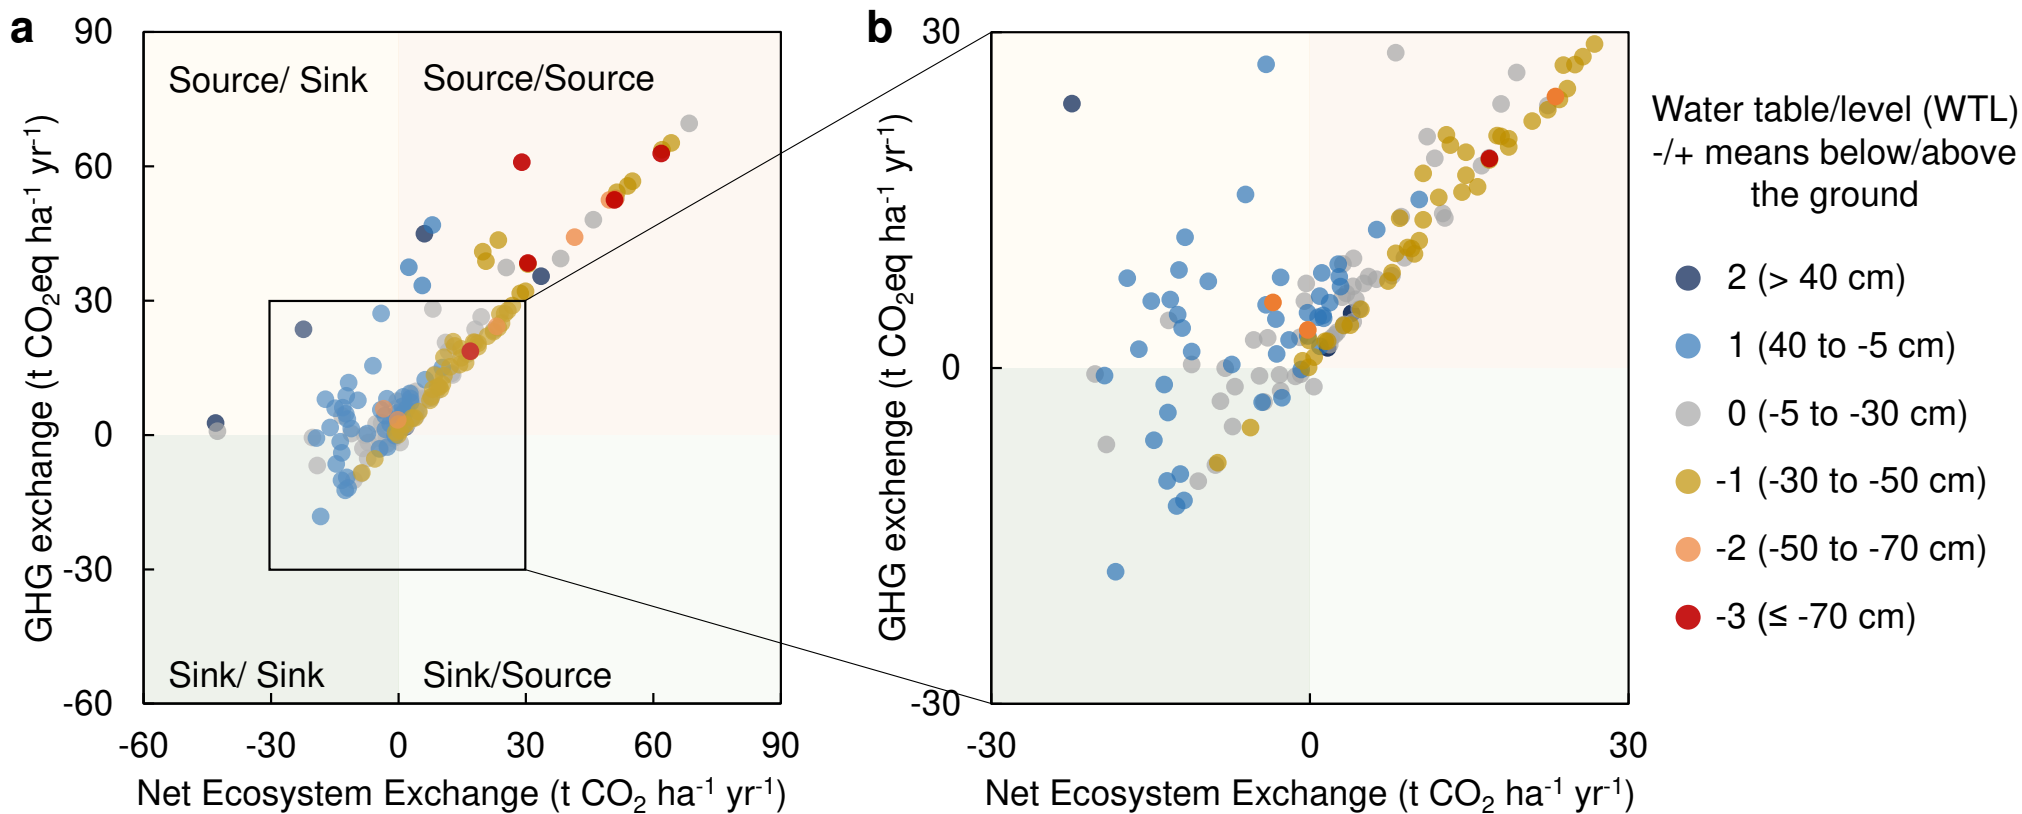 a
90
60
30
0
-30
-60
-60
-30
0
30
60
90
Source/ Sink
Source/Source
Sink/ Sink
Sink/Source
GHG exchange (t CO₂eq ha⁻¹ yr⁻¹)
Net Ecosystem Exchange (t CO₂ ha⁻¹ yr⁻¹)
b
30
0
-30
-30
0
30
GHG exchenge (t CO₂eq ha⁻¹ yr⁻¹)
Net Ecosystem Exchange (t CO₂ ha⁻¹ yr⁻¹)
Water table/level (WTL)
-/+ means below/above
the ground
2 (> 40 cm)
1 (40 to -5 cm)
0 (-5 to -30 cm)
-1 (-30 to -50 cm)
-2 (-50 to -70 cm)
-3 (≤ -70 cm)